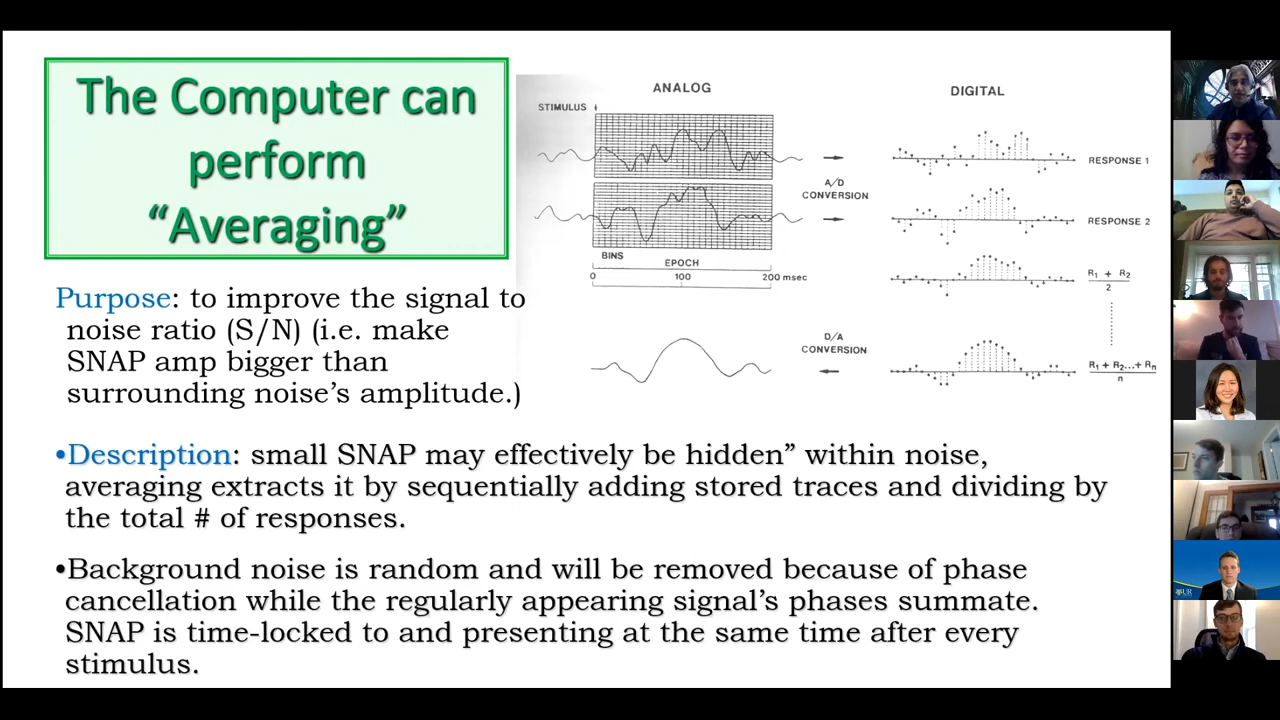 The Computer can
perform
“Averaging”
Purpose: to improve the signal to
noise ratio (S/N) (i.e. make
SNAP amp bigger than
surrounding noise’s amplitude.)
•Description: small SNAP may effectively be hidden” within noise,
averaging extracts it by sequentially adding stored traces and dividing by
the total # of responses.
•Background noise is random and will be removed because of phase
cancellation while the regularly appearing signal’s phases summate.
SNAP is time-locked to and presenting at the same time after every
stimulus.
ANALOG
DIGITAL
STIMULUS
RESPONSE 1
A/D
CONVERSION
RESPONSE 2
BINS
EPOCH
0 100 200 msec
R1 + R2
2
D/A
CONVERSION
R1 + R2...+ Rn
n
UR